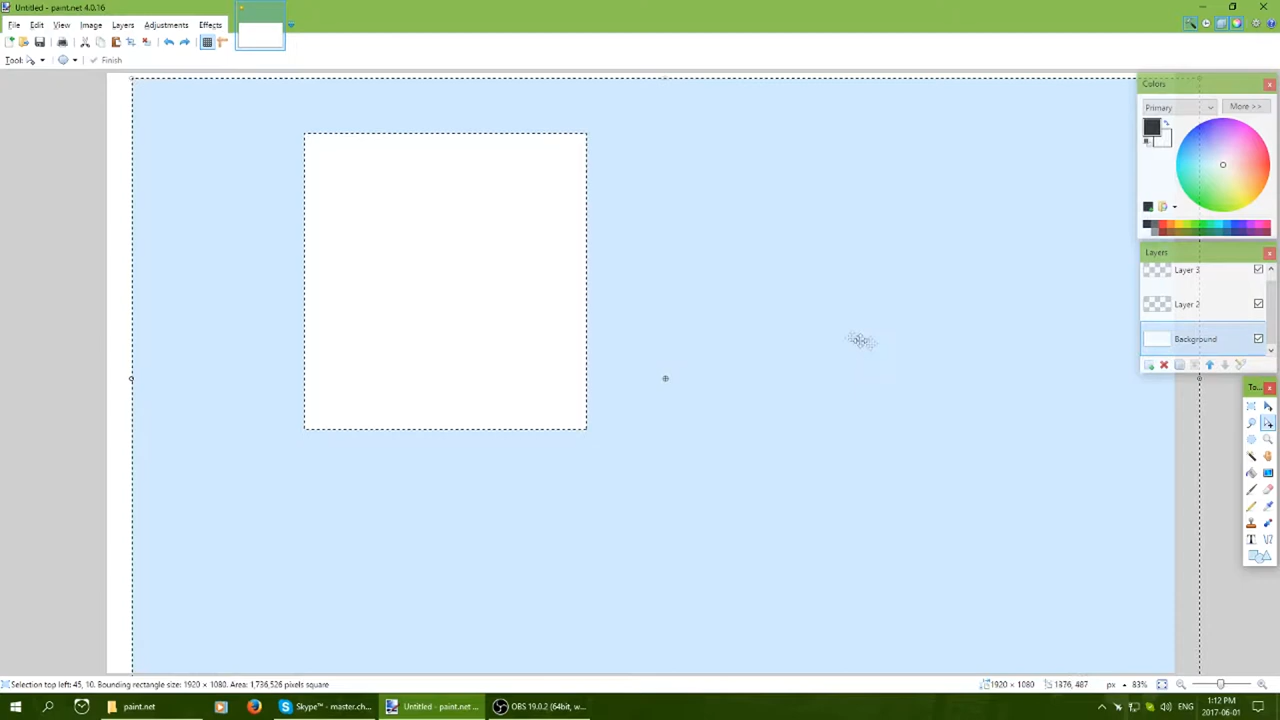 Untitled - paint.net 4.0.16
File Edit View Image Layers Adjustments Effects
Tool:
Finish
Colors
Primary
More >>
Layers
Layer 3
Layer 2
Background
To...
Selection top left: 45, 10. Bounding rectangle size: 1920 × 1080. Area: 1,736,526 pixels square
1920 × 1080
1876, 487
px
83%
paint.net
Skype™ - master.ch...
Untitled - paint.net ...
OBS 19.0.2 (64bit, w...
ENG
1:12 PM
2017-06-01